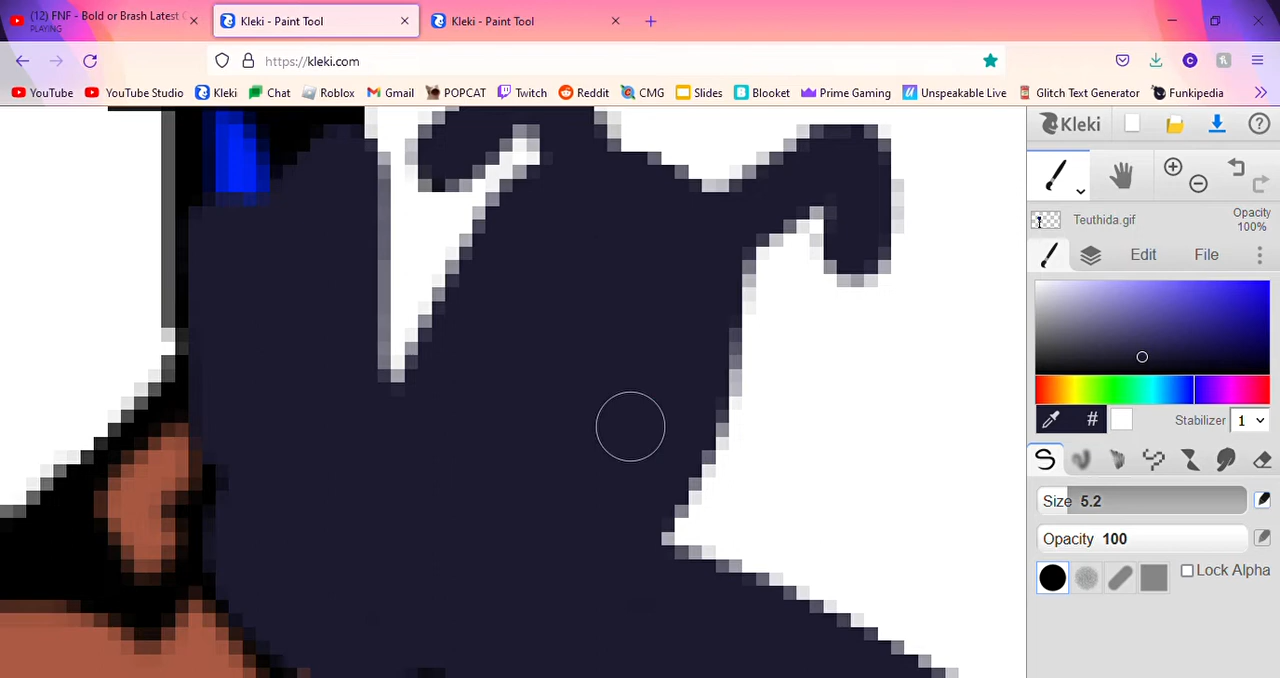 (12) FNF - Bold or Brash Latest
PLAYING
Kleki - Paint Tool
Kleki - Paint Tool
https://kleki.com
YouTube YouTube Studio Kleki Chat Roblox Gmail POPCAT Twitch Reddit CMG Slides Blooket Prime Gaming Unspeakable Live Glitch Text Generator Funkipedia
Kleki
Teuthida.gif
Opacity
100%
Edit File
# Stabilizer 1
Size 5.2
Opacity 100
Lock Alpha